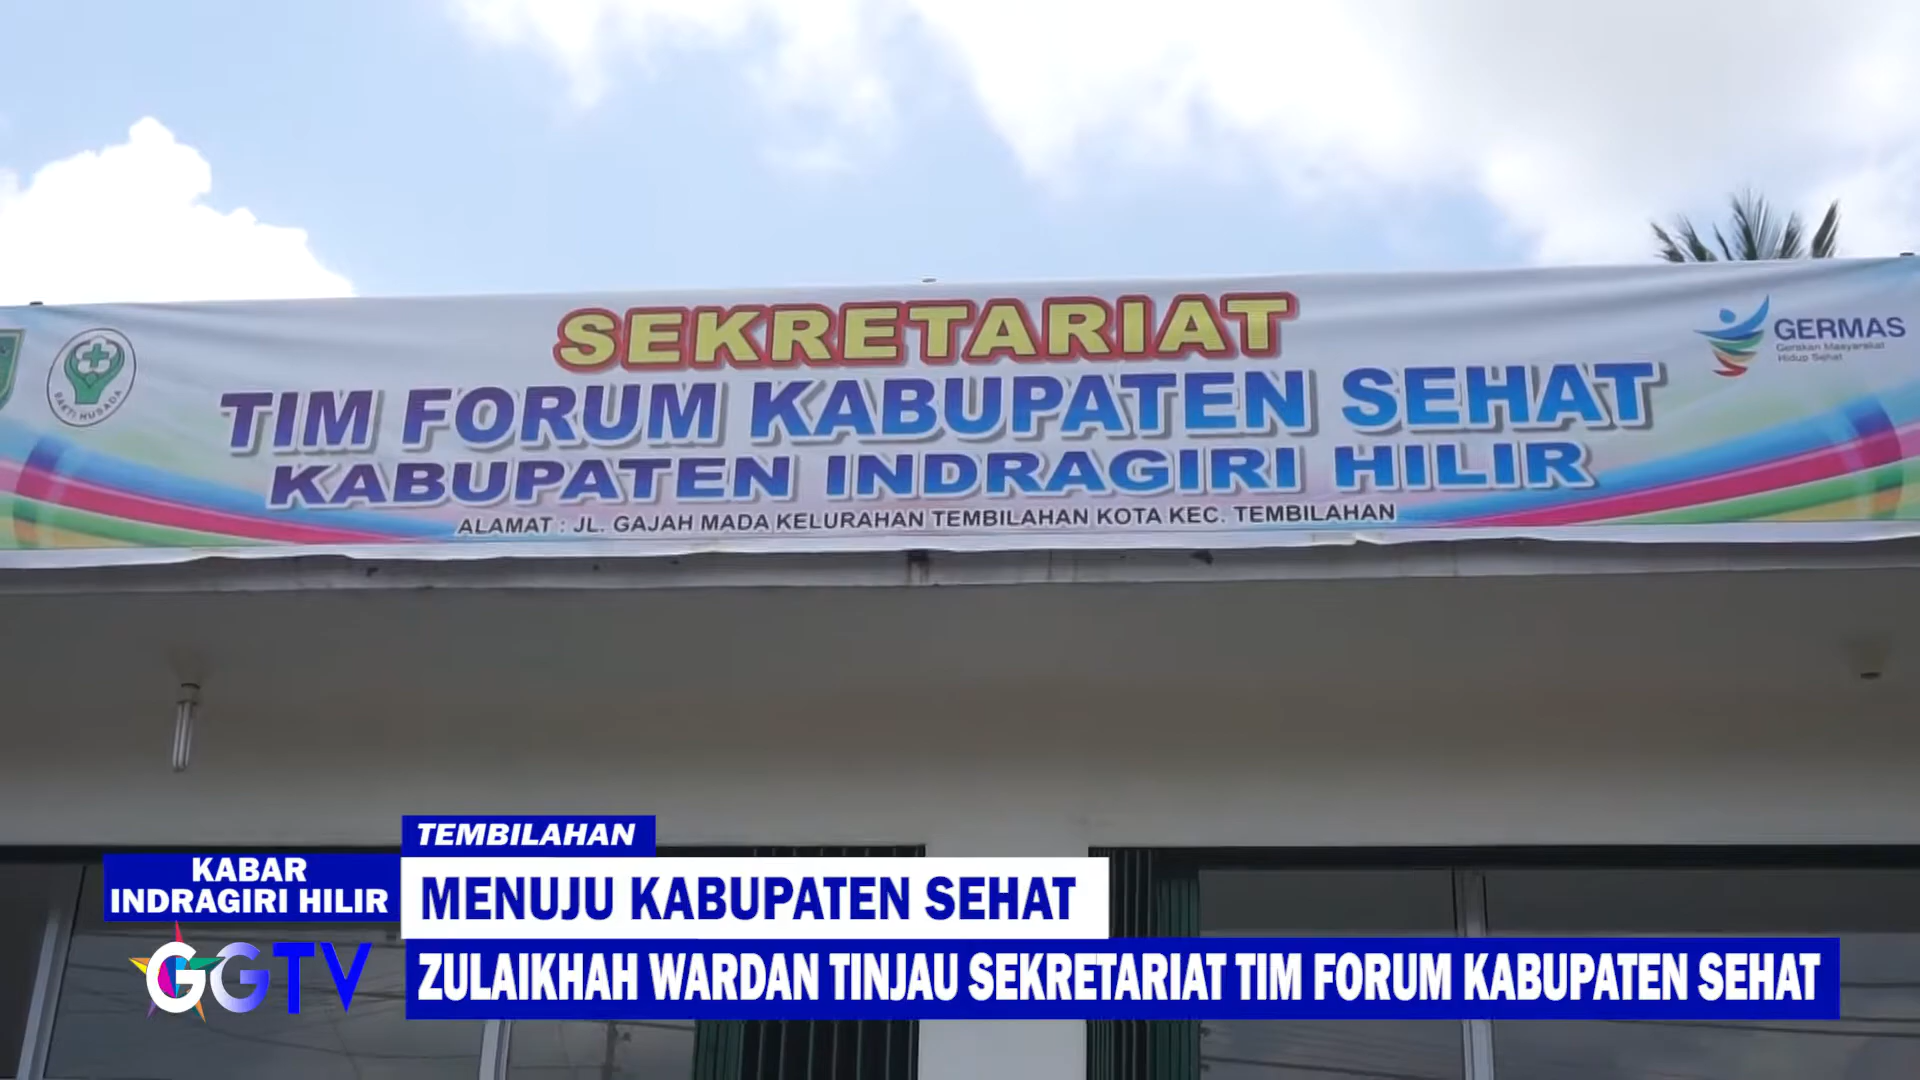 SEKRETARIAT
TIM FORUM KABUPATEN SEHAT
KABUPATEN INDRAGIRI HILIR
ALAMAT : JL. GAJAH MADA KELURAHAN TEMBILAHAN KOTA KEC. TEMBILAHAN
BAKTI HUSADA
GERMAS
Gerakan Masyarakat
Hidup Sehat
TEMBILAHAN
KABAR
INDRAGIRI HILIR
MENUJU KABUPATEN SEHAT
GGTV
ZULAIKHAH WARDAN TINJAU SEKRETARIAT TIM FORUM KABUPATEN SEHAT